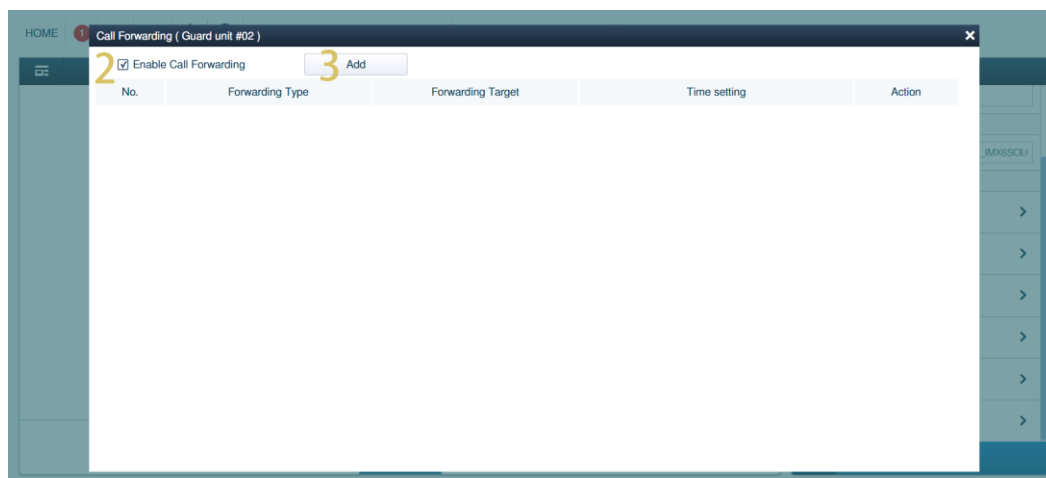 HOME 1
Call Forwarding ( Guard unit #02 )
2 Enable Call Forwarding 3 Add
No. Forwarding Type Forwarding Target Time setting Action
_IMX6SOU